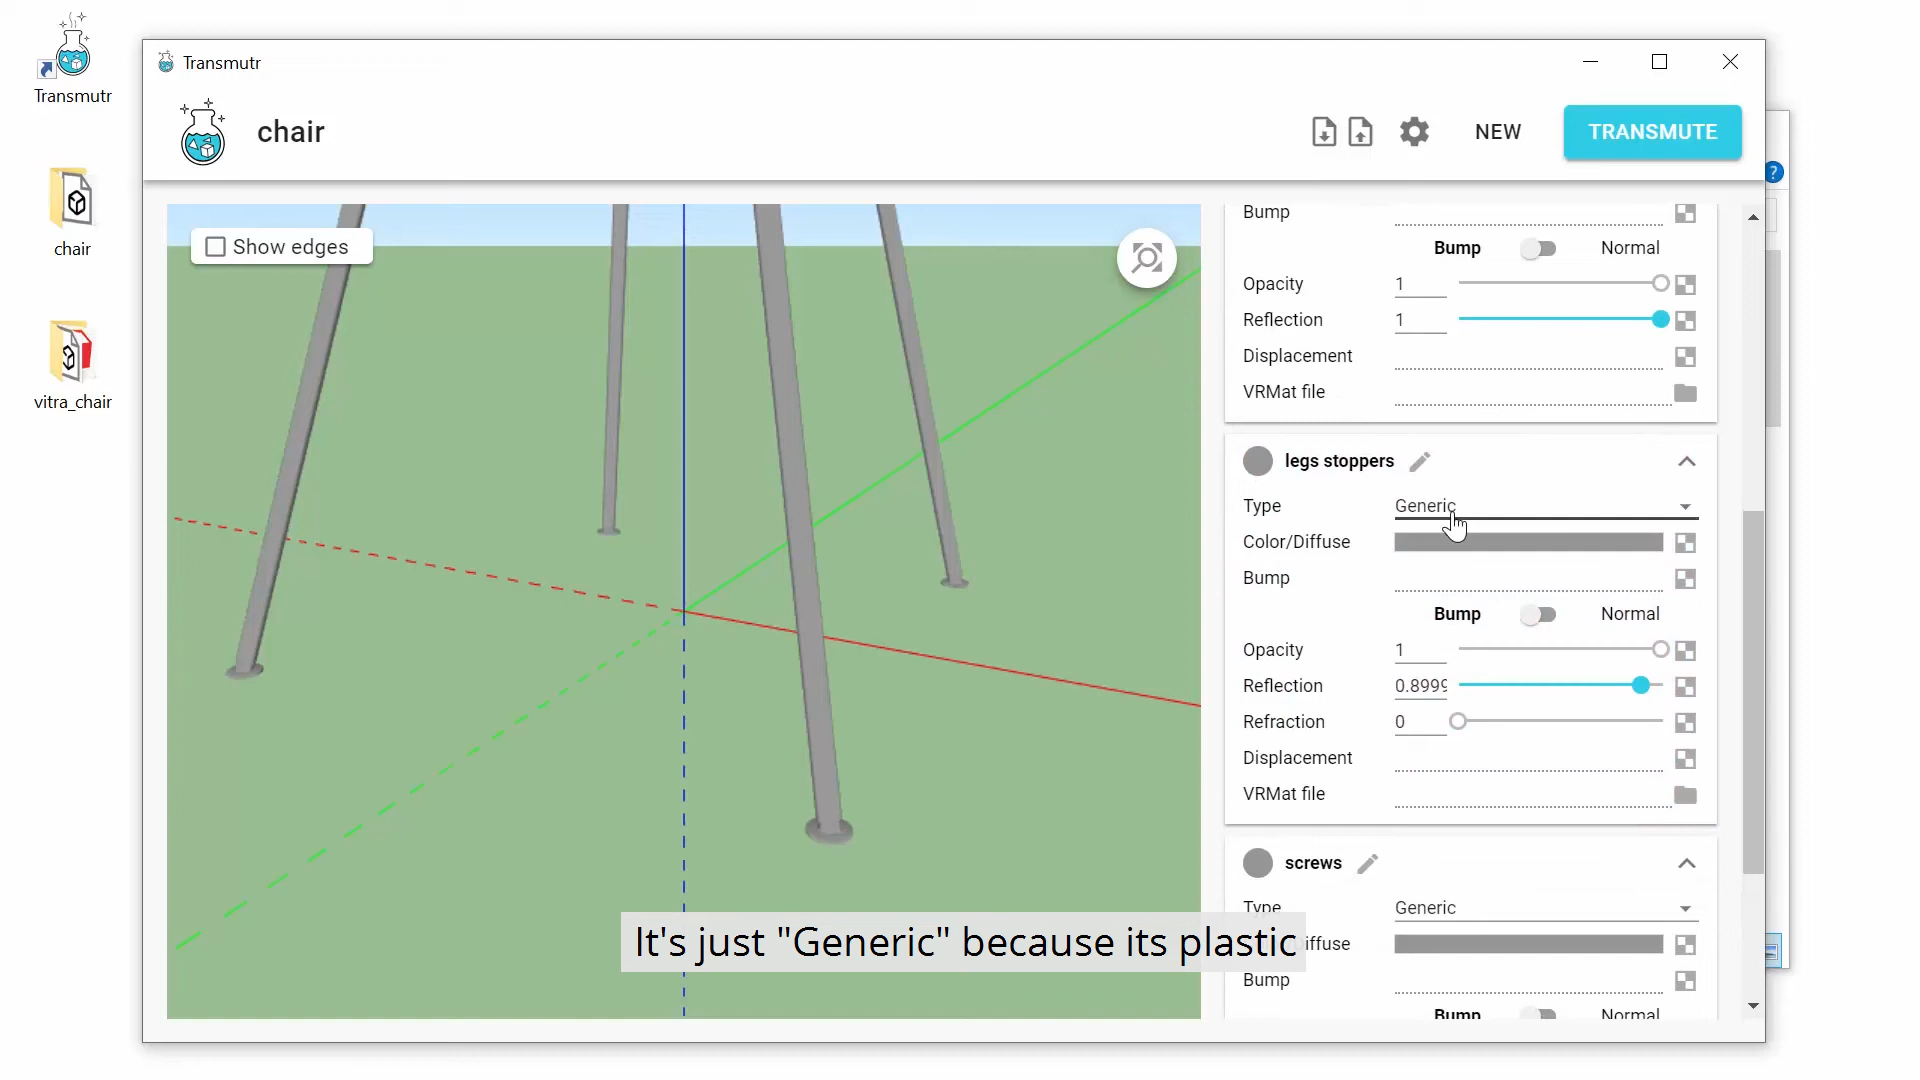 Transmutr
Transmutr
chair
vitra_chair
chair
NEW
TRANSMUTE
?
Show edges
Bump
Bump
Normal
Opacity
1
Reflection
1
Displacement
VRMat file
legs stoppers
Type
Generic
Color/Diffuse
Bump
Bump
Normal
Opacity
1
Reflection
0.8999
Refraction
0
Displacement
VRMat file
screws
Type
Generic
iffuse
Bump
Bump
Normal
It's just "Generic" because its plastic